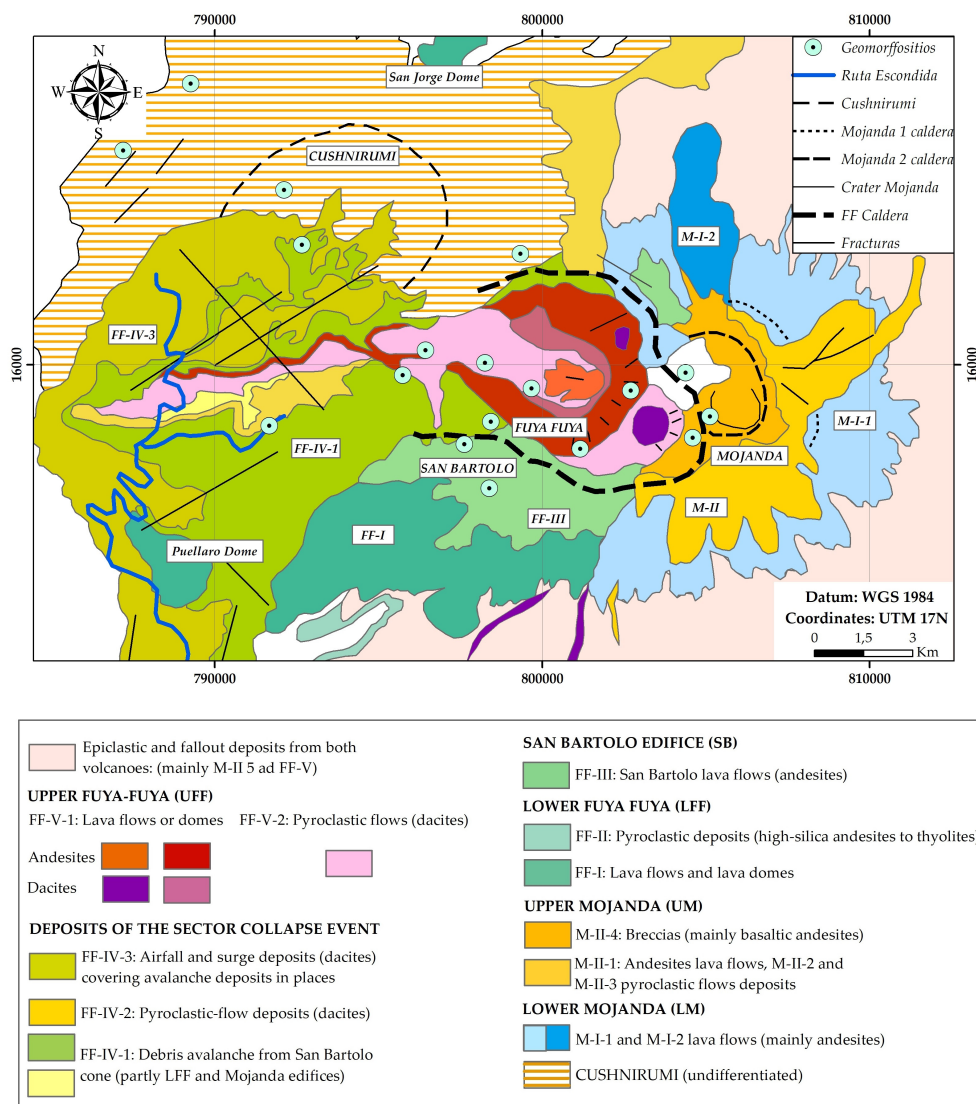 790000 800000 810000
N
W E
S
San Jorge Dome
CUSHNIRUMI
Geomorffositios
Ruta Escondida
Cushnirumi
Mojanda 1 caldera
Mojanda 2 caldera
Crater Mojanda
FF Caldera
Fracturas
M-I-2
FF-IV-3
160000
16000
FUYA FUYA
M-I-1
FF-IV-1
SAN BARTOLO
MOJANDA
M-II
FF-I
FF-III
Puellaro Dome
Datum: WGS 1984
Coordinates: UTM 17N
0 1,5 3
Km
790000 800000 810000
Epiclastic and fallout deposits from both
volcanoes: (mainly M-II 5 ad FF-V)
UPPER FUYA-FUYA (UFF)
FF-V-1: Lava flows or domes FF-V-2: Pyroclastic flows (dacites)
Andesites
Dacites
DEPOSITS OF THE SECTOR COLLAPSE EVENT
FF-IV-3: Airfall and surge deposits (dacites)
covering avalanche deposits in places
FF-IV-2: Pyroclastic-flow deposits (dacites)
FF-IV-1: Debris avalanche from San Bartolo
cone (partly LFF and Mojanda edifices)
SAN BARTOLO EDIFICE (SB)
FF-III: San Bartolo lava flows (andesites)
LOWER FUYA FUYA (LFF)
FF-II: Pyroclastic deposits (high-silica andesites to thyolites)
FF-I: Lava flows and lava domes
UPPER MOJANDA (UM)
M-II-4: Breccias (mainly basaltic andesites)
M-II-1: Andesites lava flows, M-II-2 and
M-II-3 pyroclastic flows deposits
LOWER MOJANDA (LM)
M-I-1 and M-I-2 lava flows (mainly andesites)
CUSHNIRUMI (undifferentiated)